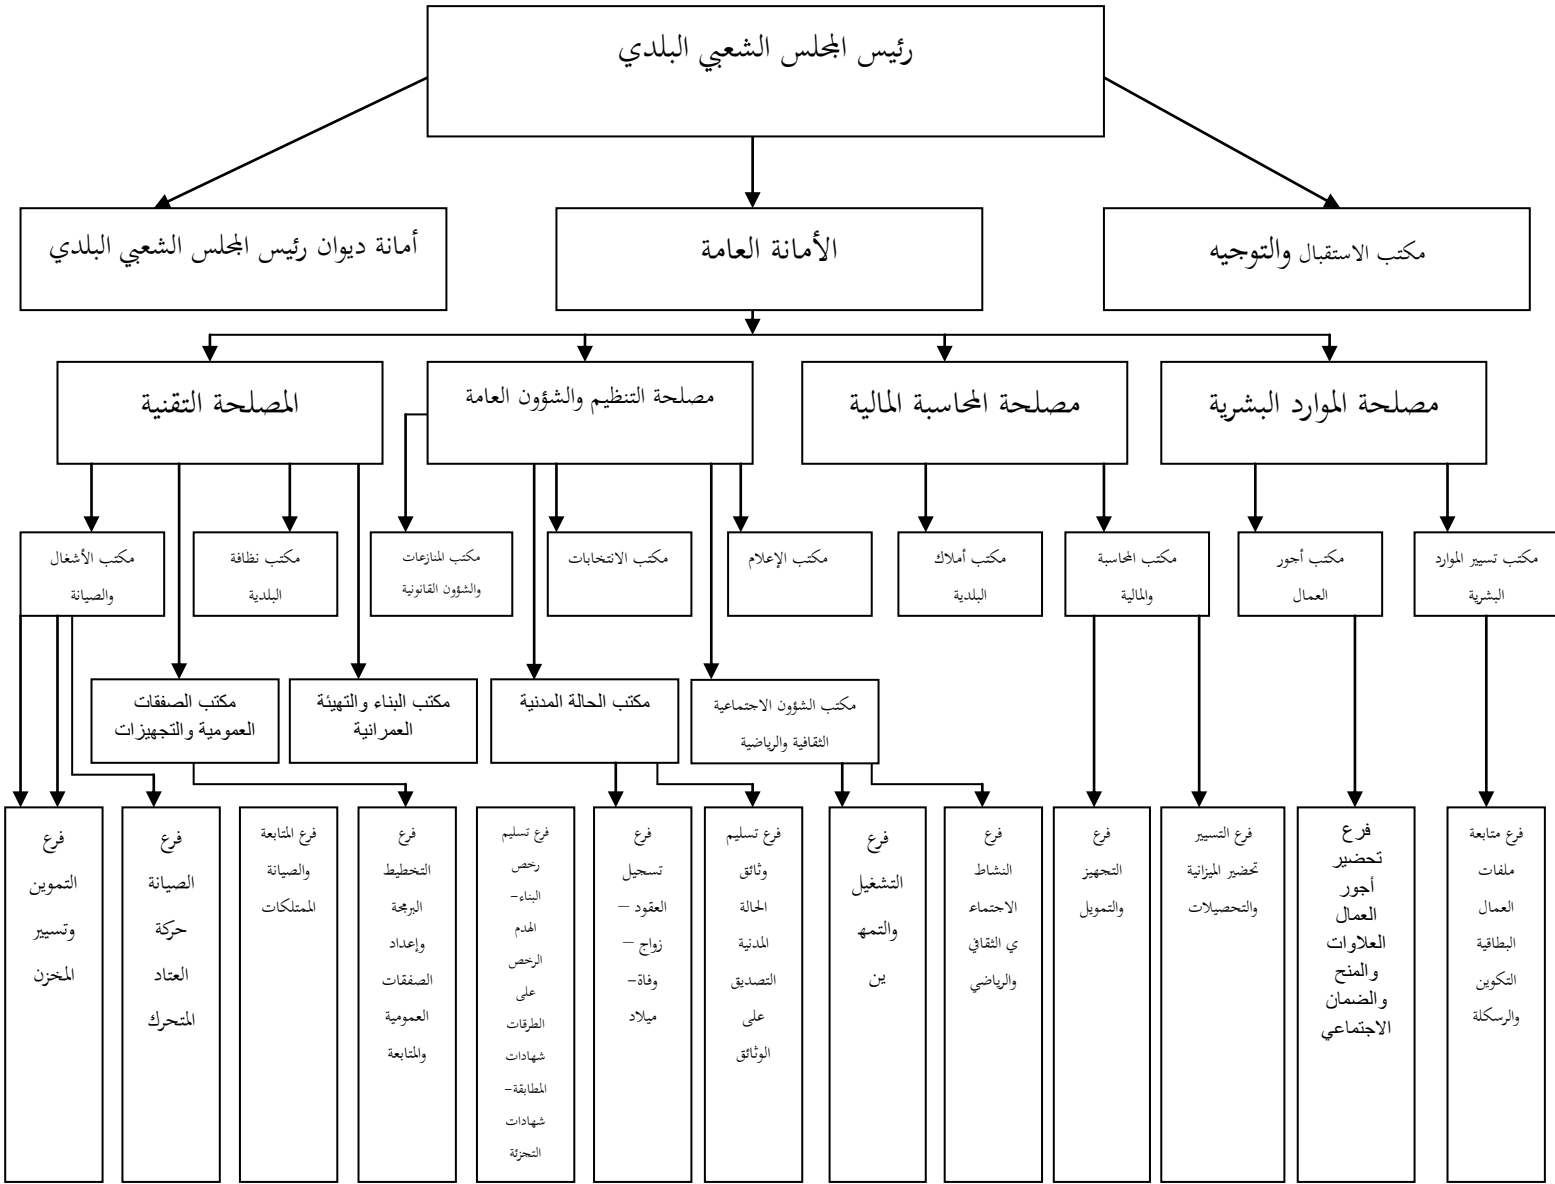 رئيس المجلس الشعبي البلدي
مكتب الاستقبال والتوجيه
الأمانة العامة
أمانة ديوان رئيس المجلس الشعبي البلدي
مصلحة الموارد البشرية
مصلحة المحاسبة المالية
مصلحة التنظيم والشؤون العامة
المصلحة التقنية
مكتب تسيير الموارد
البشرية
مكتب أجور
العمال
مكتب المحاسبة
والمالية
مكتب أملاك
البلدية
مكتب الإعلام
مكتب الانتخابات
مكتب المنازعات
والشؤون القانونية
مكتب نظافة
البلدية
مكتب الأشغال
والصيانة
مكتب الشؤون الاجتماعية
الثقافية والرياضية
مكتب الحالة المدنية
مكتب البناء والتهيئة
العمرانية
مكتب الصفقات
العمومية والتجهيزات
فرع متابعة
ملفات
العمال
البطاقية
التكوين
والرسكلة
فرع
تحضير
أجور
العمال
العلاوات
والمنح
والضمان
الاجتماعي
فرع التسيير
تحضير الميزانية
والتحصيلات
فرع
التجهيز
والتمويل
فرع
النشاط
الاجتماع
ي الثقافي
والرياضي
فرع
التشغيل
والتمه
ين
فرع تسليم
وثائق
الحالة
المدنية
التصديق
على
الوثائق
فرع
تسجيل
العقود –
زواج –
وفاة-
ميلاد
فرع تسليم
رخص
البناء-
الهدم
الرخص
على
الطرقات
شهادات
المطابقة-
شهادات
التجزئة
فرع
التخطيط
البرمجة
وإعداد
الصفقات
العمومية
والمتابعة
فرع المتابعة
والصيانة
الممتلكات
فرع
الصيانة
حركة
العتاد
المتحرك
فرع
التموين
وتسيير
المخزن